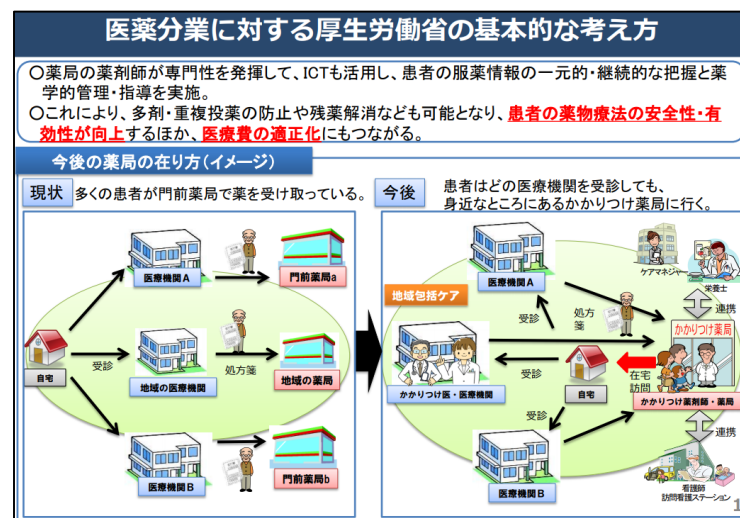 医薬分業に対する厚生労働省の基本的な考え方
○薬局の薬剤師が専門性を発揮して、ICTも活用し、患者の服薬情報の一元的・継続的な把握と薬
学的管理・指導を実施。
○これにより、多剤・重複投薬の防止や残薬解消なども可能となり、患者の薬物療法の安全性・有
効性が向上するほか、医療費の適正化にもつながる。
今後の薬局の在り方(イメージ)
現状
多くの患者が門前薬局で薬を受け取っている。
医療機関A
門前薬局a
自宅
受診
地域の医療機関
処方箋
地域の薬局
医療機関B
門前薬局b
今後
患者はどの医療機関を受診しても、
身近なところにあるかかりつけ薬局に行く。
地域包括ケア
医療機関A
ケアマネジャー
栄養士
連携
受診
処方
箋
かかりつけ薬局
かかりつけ医・医療機関
受診
自宅
在宅
訪問
かかりつけ薬剤師・薬局
受診
連携
医療機関B
看護師
訪問看護ステーション
1